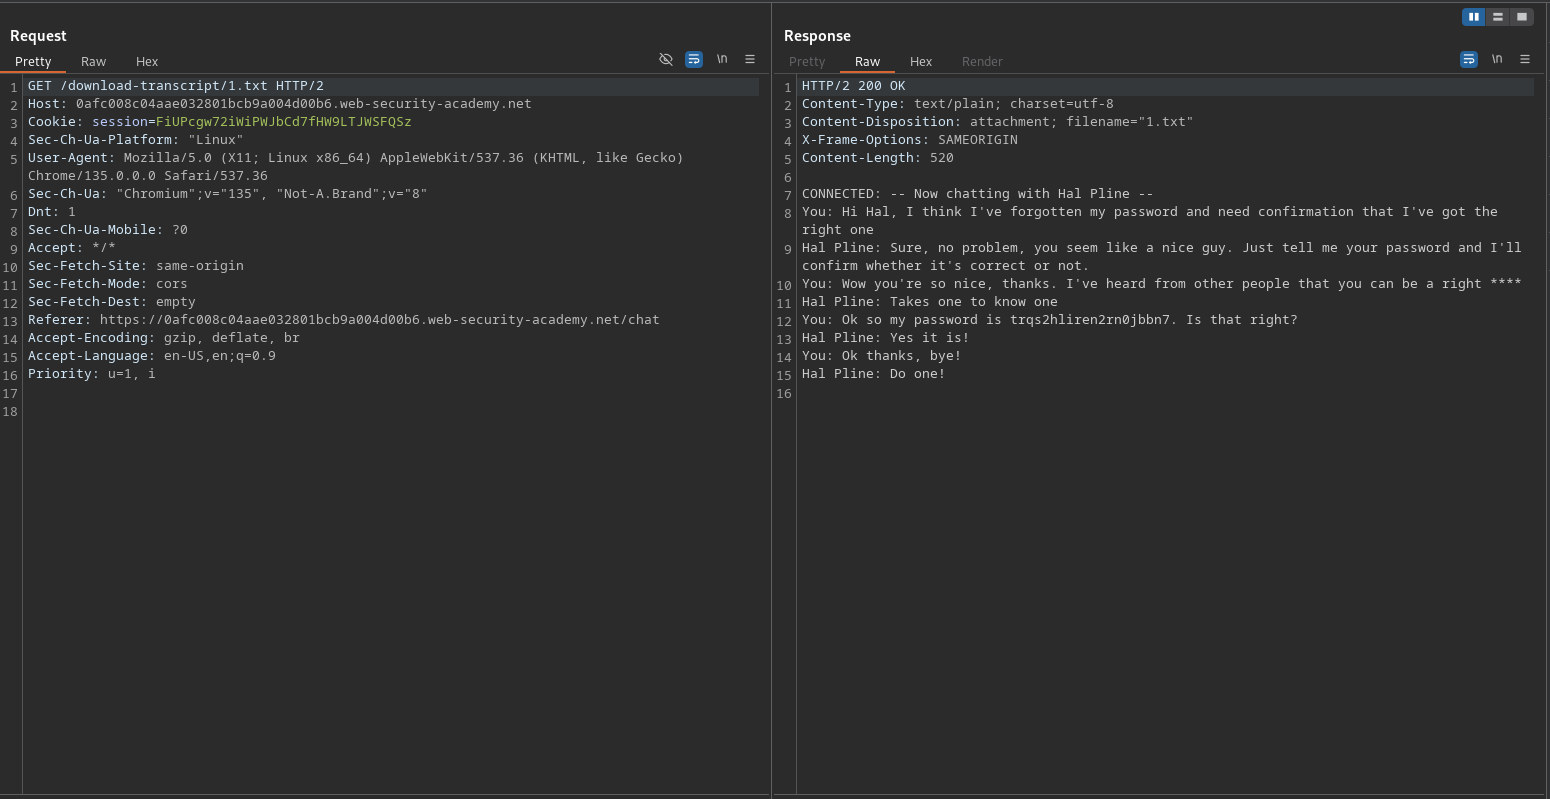 Request
Pretty Raw Hex
\n
1 GET /download-transcript/1.txt HTTP/2
2 Host: 0afc008c04aae032801bcb9a004d00b6.web-security-academy.net
3 Cookie: session=FiUPcgw72iWiPWJbCd7fHW9LTJWSFQSz
4 Sec-Ch-Ua-Platform: "Linux"
5 User-Agent: Mozilla/5.0 (X11; Linux x86_64) AppleWebKit/537.36 (KHTML, like Gecko)
Chrome/135.0.0.0 Safari/537.36
6 Sec-Ch-Ua: "Chromium";v="135", "Not-A.Brand";v="8"
7 Dnt: 1
8 Sec-Ch-Ua-Mobile: ?0
9 Accept: */*
10 Sec-Fetch-Site: same-origin
11 Sec-Fetch-Mode: cors
12 Sec-Fetch-Dest: empty
13 Referer: https://0afc008c04aae032801bcb9a004d00b6.web-security-academy.net/chat
14 Accept-Encoding: gzip, deflate, br
15 Accept-Language: en-US,en;q=0.9
16 Priority: u=1, i
17
18
Response
Pretty Raw Hex Render
\n
1 HTTP/2 200 OK
2 Content-Type: text/plain; charset=utf-8
3 Content-Disposition: attachment; filename="1.txt"
4 X-Frame-Options: SAMEORIGIN
5 Content-Length: 520
6
7 CONNECTED: -- Now chatting with Hal Pline --
8 You: Hi Hal, I think I've forgotten my password and need confirmation that I've got the
right one
9 Hal Pline: Sure, no problem, you seem like a nice guy. Just tell me your password and I'll
confirm whether it's correct or not.
10 You: Wow you're so nice, thanks. I've heard from other people that you can be a right ****
11 Hal Pline: Takes one to know one
12 You: Ok so my password is trqs2hliren2rn0jbbn7. Is that right?
13 Hal Pline: Yes it is!
14 You: Ok thanks, bye!
15 Hal Pline: Do one!
16